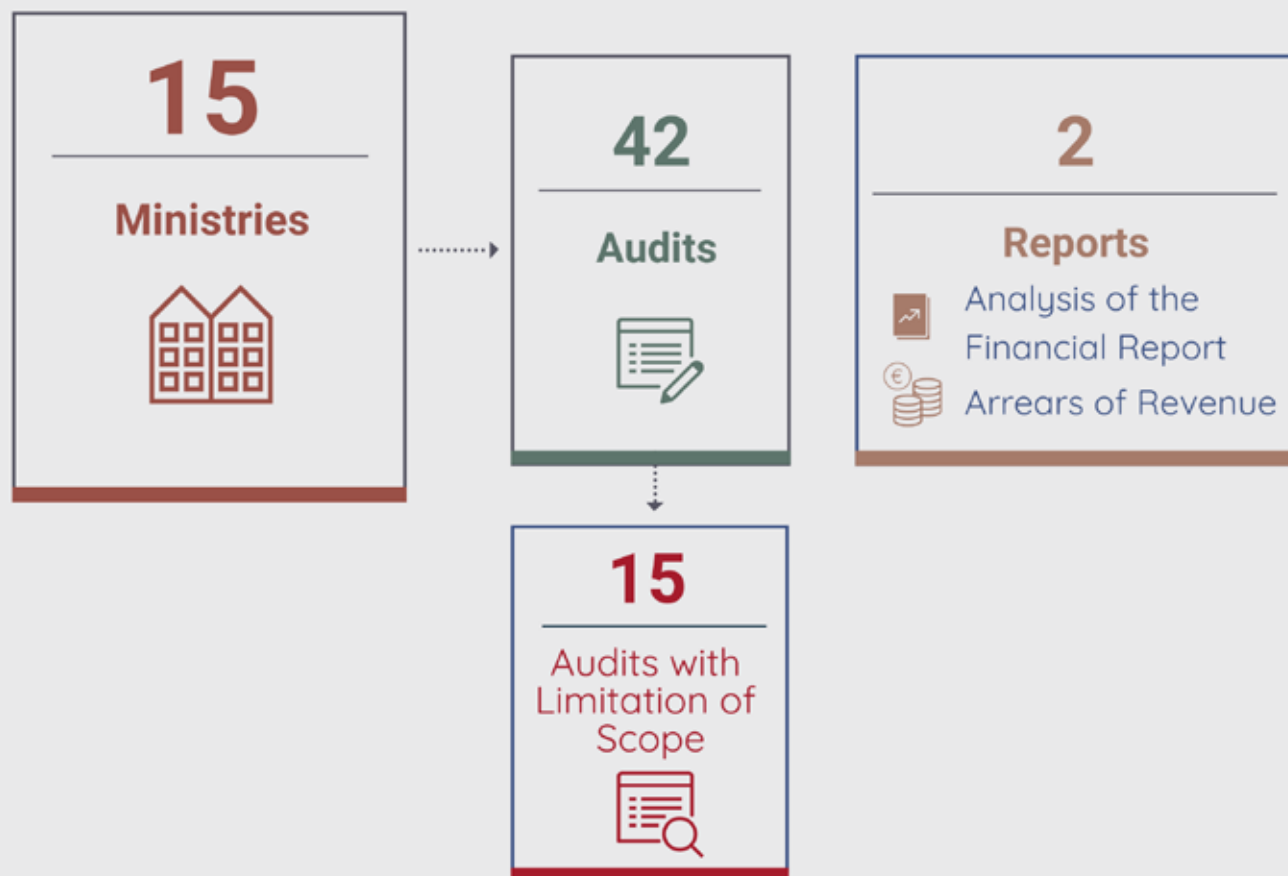 15
Ministries
42
Audits
2
Reports
Analysis of the
Financial Report
€
Arrears of Revenue
15
Audits with
Limitation of
Scope